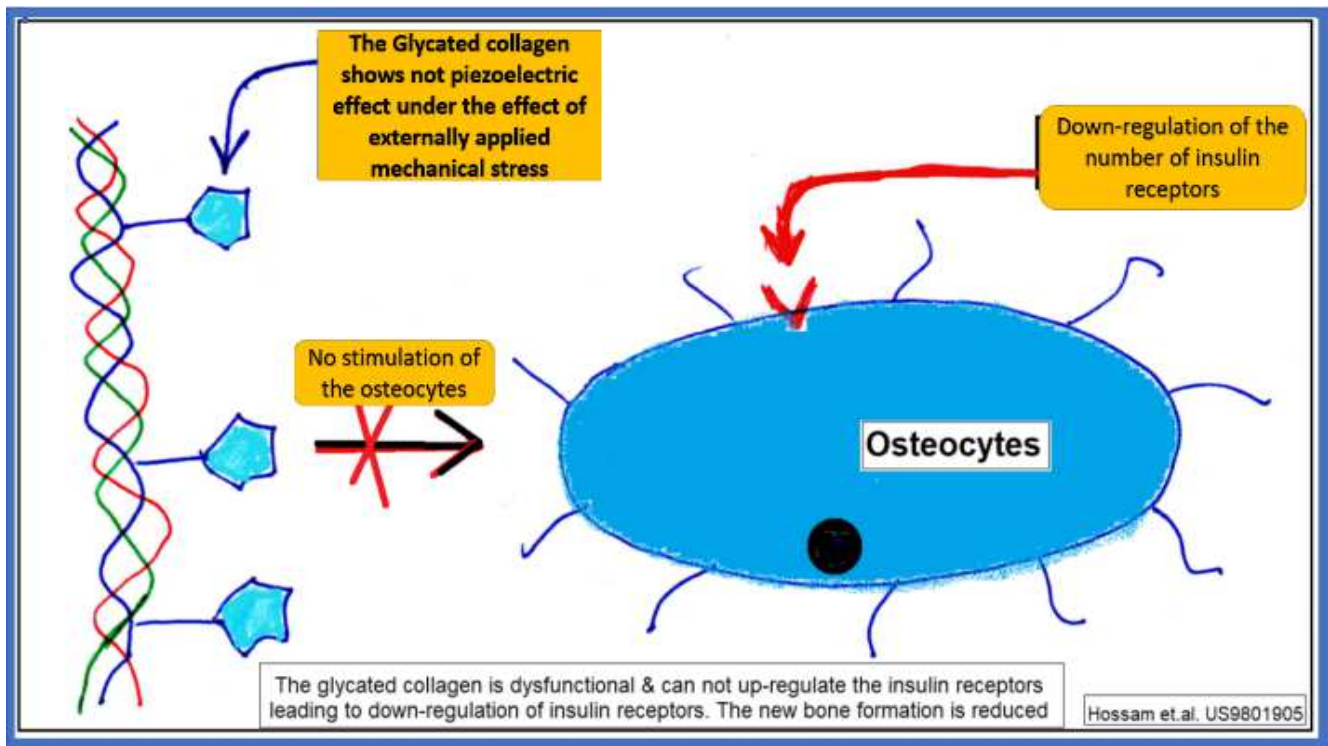 The Glycated collagen
shows not piezoelectric
effect under the effect of
externally applied
mechanical stress
Down-regulation of the
number of insulin
receptors
No stimulation of
the osteocytes
Osteocytes
The glycated collagen is dysfunctional & can not up-regulate the insulin receptors
leading to down-regulation of insulin receptors. The new bone formation is reduced
Hossam et.al. US9801905